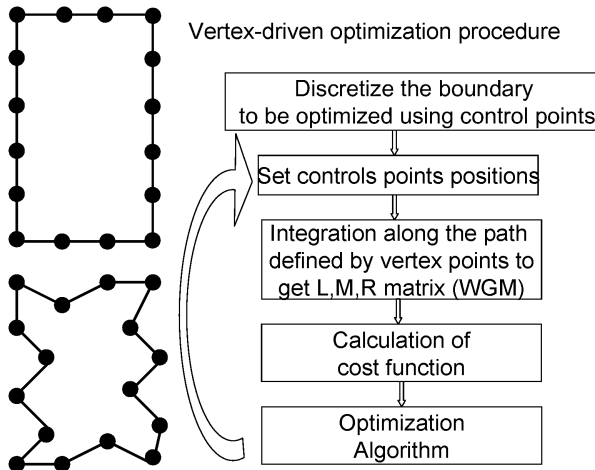 Vertex-driven optimization procedure
Discretize the boundary
to be optimized using control points
Set controls points positions
Integration along the path
defined by vertex points to
get L,M,R matrix (WGM)
Calculation of
cost function
Optimization
Algorithm